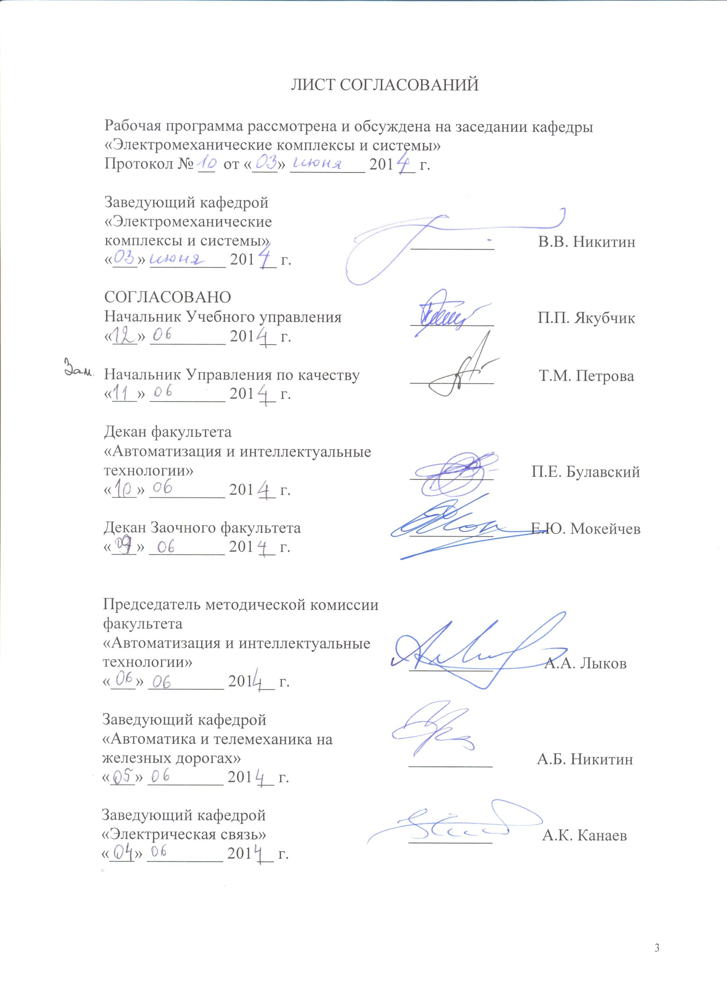 ЛИСТ СОГЛАСОВАНИЙ
Рабочая программа рассмотрена и обсуждена на заседании кафедры
«Электромеханические комплексы и системы»
Протокол № 10 от «03» июня 2014 г.
Заведующий кафедрой
«Электромеханические
комплексы и системы» В.В. Никитин
«03» июня 2014 г.
СОГЛАСОВАНО
Начальник Учебного управления П.П. Якубчик
«12» 06 2014 г.
Зам. Начальник Управления по качеству Т.М. Петрова
«11» 06 2014 г.
Декан факультета
«Автоматизация и интеллектуальные
технологии» П.Е. Булавский
«10» 06 2014 г.
Декан Заочного факультета Е.Ю. Мокейчев
«09» 06 2014 г.
Председатель методической комиссии
факультета
«Автоматизация и интеллектуальные
технологии» А.А. Лыков
«06» 06 2014 г.
Заведующий кафедрой
«Автоматика и телемеханика на
железных дорогах» А.Б. Никитин
«05» 06 2014 г.
Заведующий кафедрой
«Электрическая связь» А.К. Канаев
«04» 06 2014 г.
3